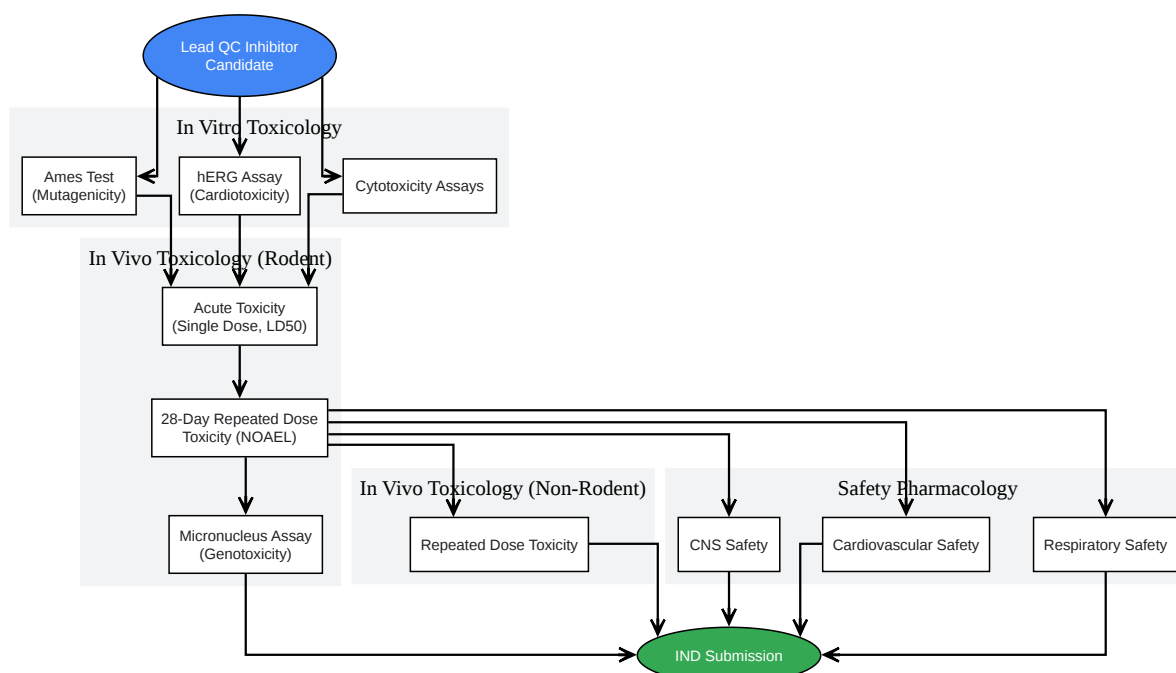 Lead QC Inhibitor
Candidate
In Vitro Toxicology
Ames Test
(Mutagenicity)
hERG Assay
(Cardiotoxicity)
Cytotoxicity Assays
In Vivo Toxicology (Rodent)
Acute Toxicity
(Single Dose, LD50)
28-Day Repeated Dose
Toxicity (NOAEL)
In Vivo Toxicology (Non-Rodent)
Safety Pharmacology
Micronucleus Assay
(Genotoxicity)
Repeated Dose Toxicity
CNS Safety
Cardiovascular Safety
Respiratory Safety
IND Submission